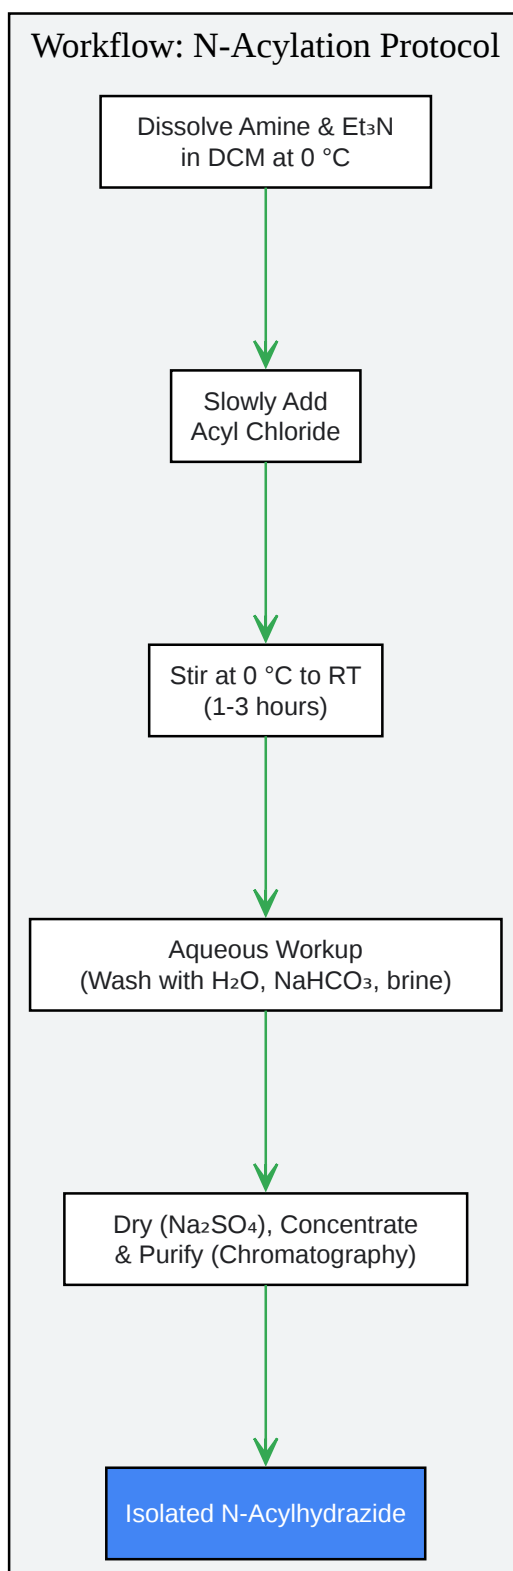 Workflow: N-Acylation Protocol
Dissolve Amine & Et₃N
in DCM at 0 °C
Slowly Add
Acyl Chloride
Stir at 0 °C to RT
(1-3 hours)
Aqueous Workup
(Wash with H₂O, NaHCO₃, brine)
Dry (Na₂SO₄), Concentrate
& Purify (Chromatography)
Isolated N-Acylhydrazide